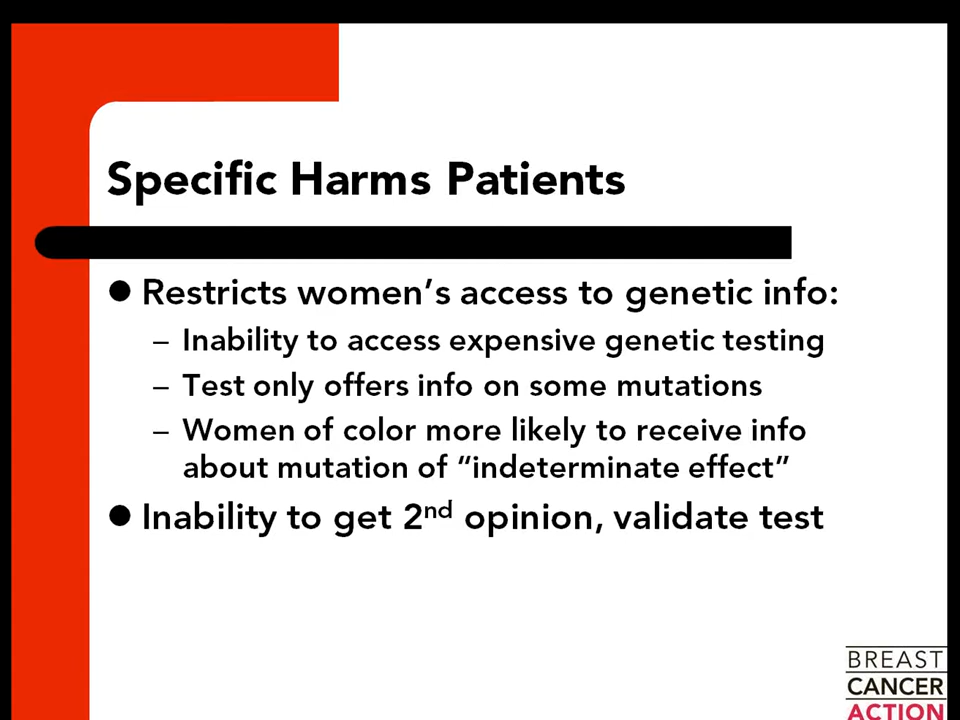 Specific Harms Patients
Restricts women’s access to genetic info:
– Inability to access expensive genetic testing
– Test only offers info on some mutations
– Women of color more likely to receive info
about mutation of “indeterminate effect”
Inability to get 2nd opinion, validate test
BREAST
CANCER
ACTION